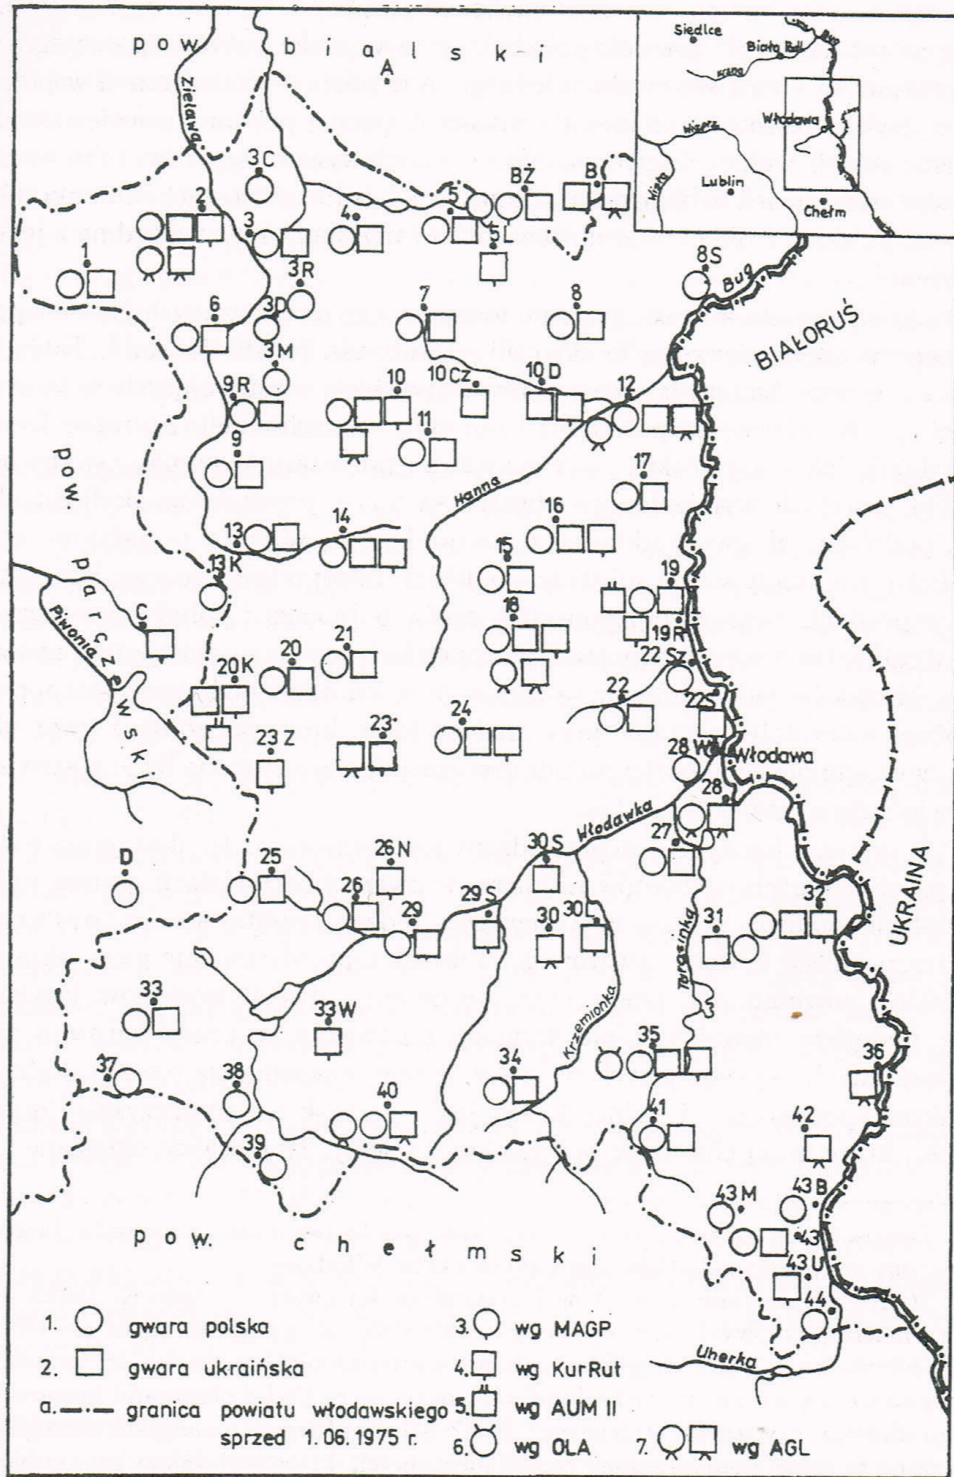 pow. bialski
Siedlce
Biała Podl.
Krzna
Włodawa
Wieprz
Wisła
Lublin
Chełm
Zielawa
A
3C
BŻ
B
2
3
4
5
5I
1
3R
8S
Bug
BIAŁORUŚ
6
3D
7
8
3M
9R
10
10Cz
10D
12
9
11
Hanna
17
pow. parczewski
13
14
16
13K
15
19
C
18
19R
Piwonia
20K
20
21
22Sz
22
22S
23Z
23
24
28W
Włodawa
28
Włodawka
27
D
I
25
26N
30S
26
29
29S
30
30I
Tarasinka
31
32
UKRAINA
33
33W
Krzemionka
34
35
36
37
38
40
41
42
39
43M
43B
43
43U
44
pow. chełmski
Uherka
1. gwara polska
2. gwara ukraińska
a. granica powiatu włodawskiego
sprzed 1.06.1975 r.
3. wg MAGP
4. wg KurRuf
5. wg AUM II
6. wg OLA
7. wg AGL